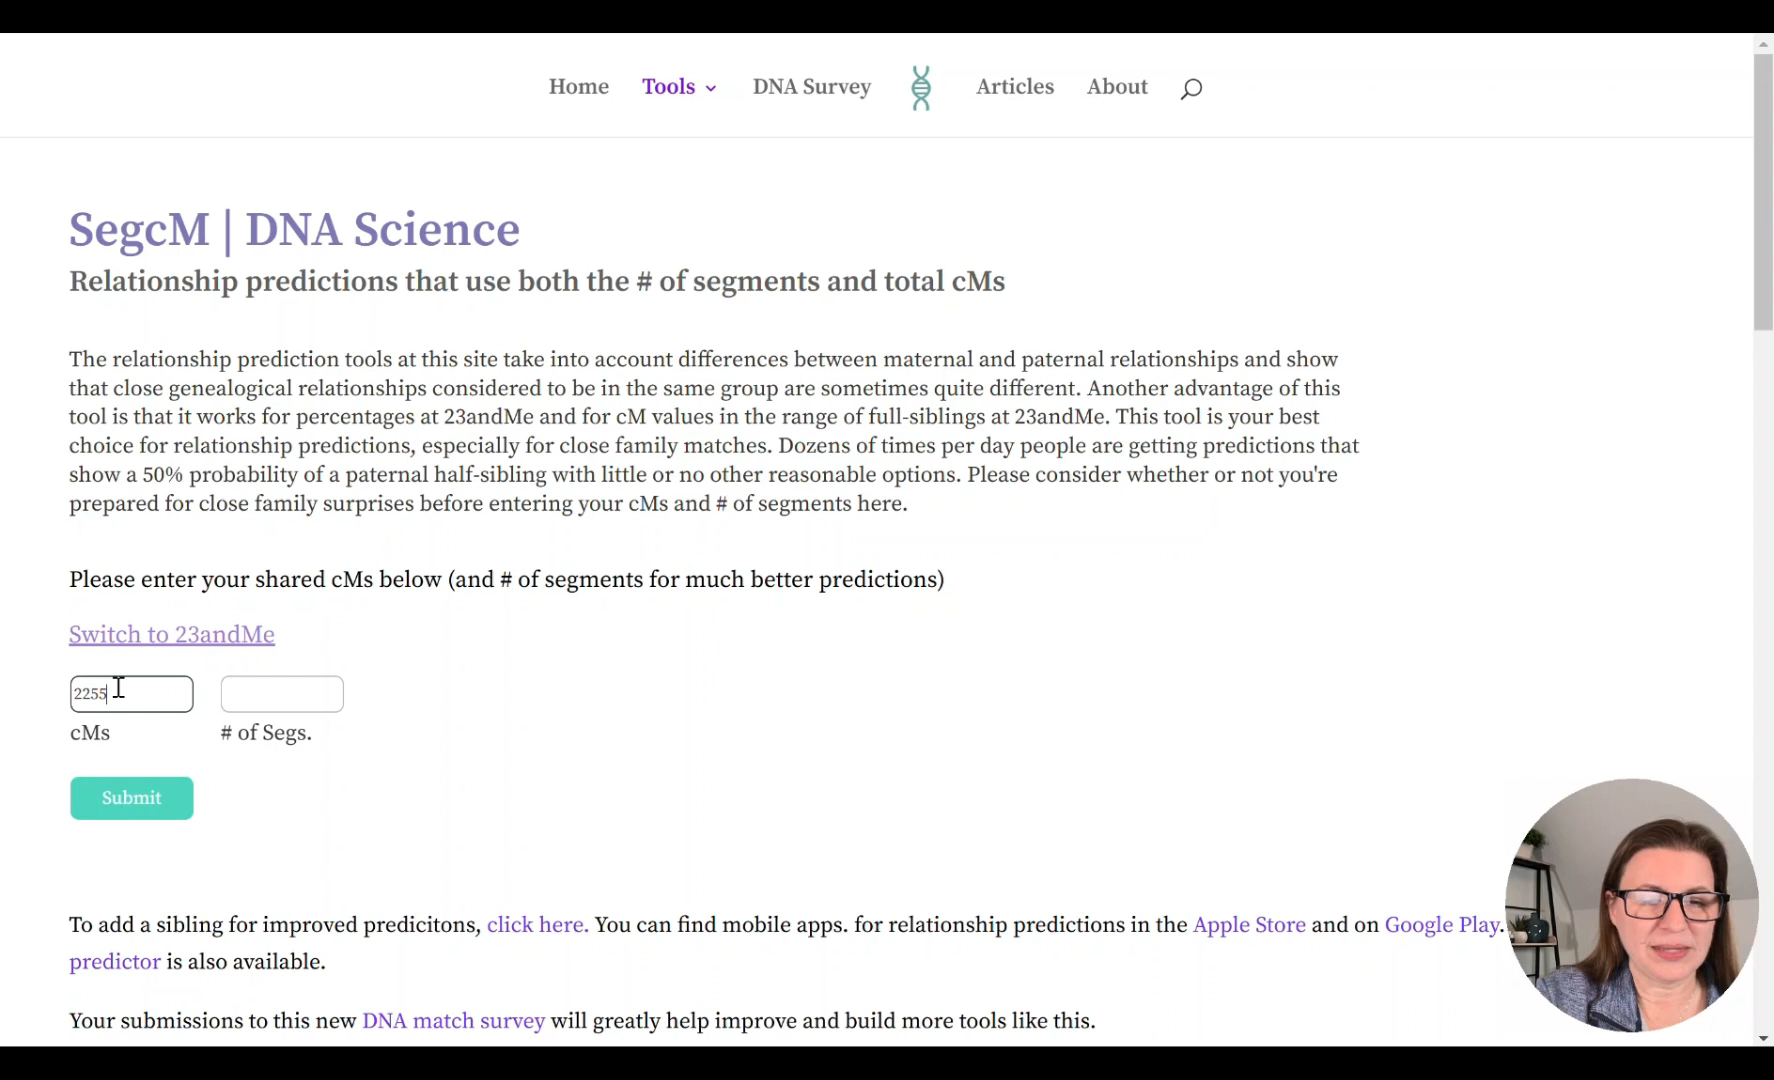 Home Tools DNA Survey Articles About
SegcM | DNA Science
Relationship predictions that use both the # of segments and total cMs
The relationship prediction tools at this site take into account differences between maternal and paternal relationships and show
that close genealogical relationships considered to be in the same group are sometimes quite different. Another advantage of this
tool is that it works for percentages at 23andMe and for cM values in the range of full-siblings at 23andMe. This tool is your best
choice for relationship predictions, especially for close family matches. Dozens of times per day people are getting predictions that
show a 50% probability of a paternal half-sibling with little or no other reasonable options. Please consider whether or not you're
prepared for close family surprises before entering your cMs and # of segments here.
Please enter your shared cMs below (and # of segments for much better predictions)
Switch to 23andMe
2255
cMs # of Segs.
Submit
To add a sibling for improved predicitons, click here. You can find mobile apps. for relationship predictions in the Apple Store and on Google Play.
predictor is also available.
Your submissions to this new DNA match survey will greatly help improve and build more tools like this.